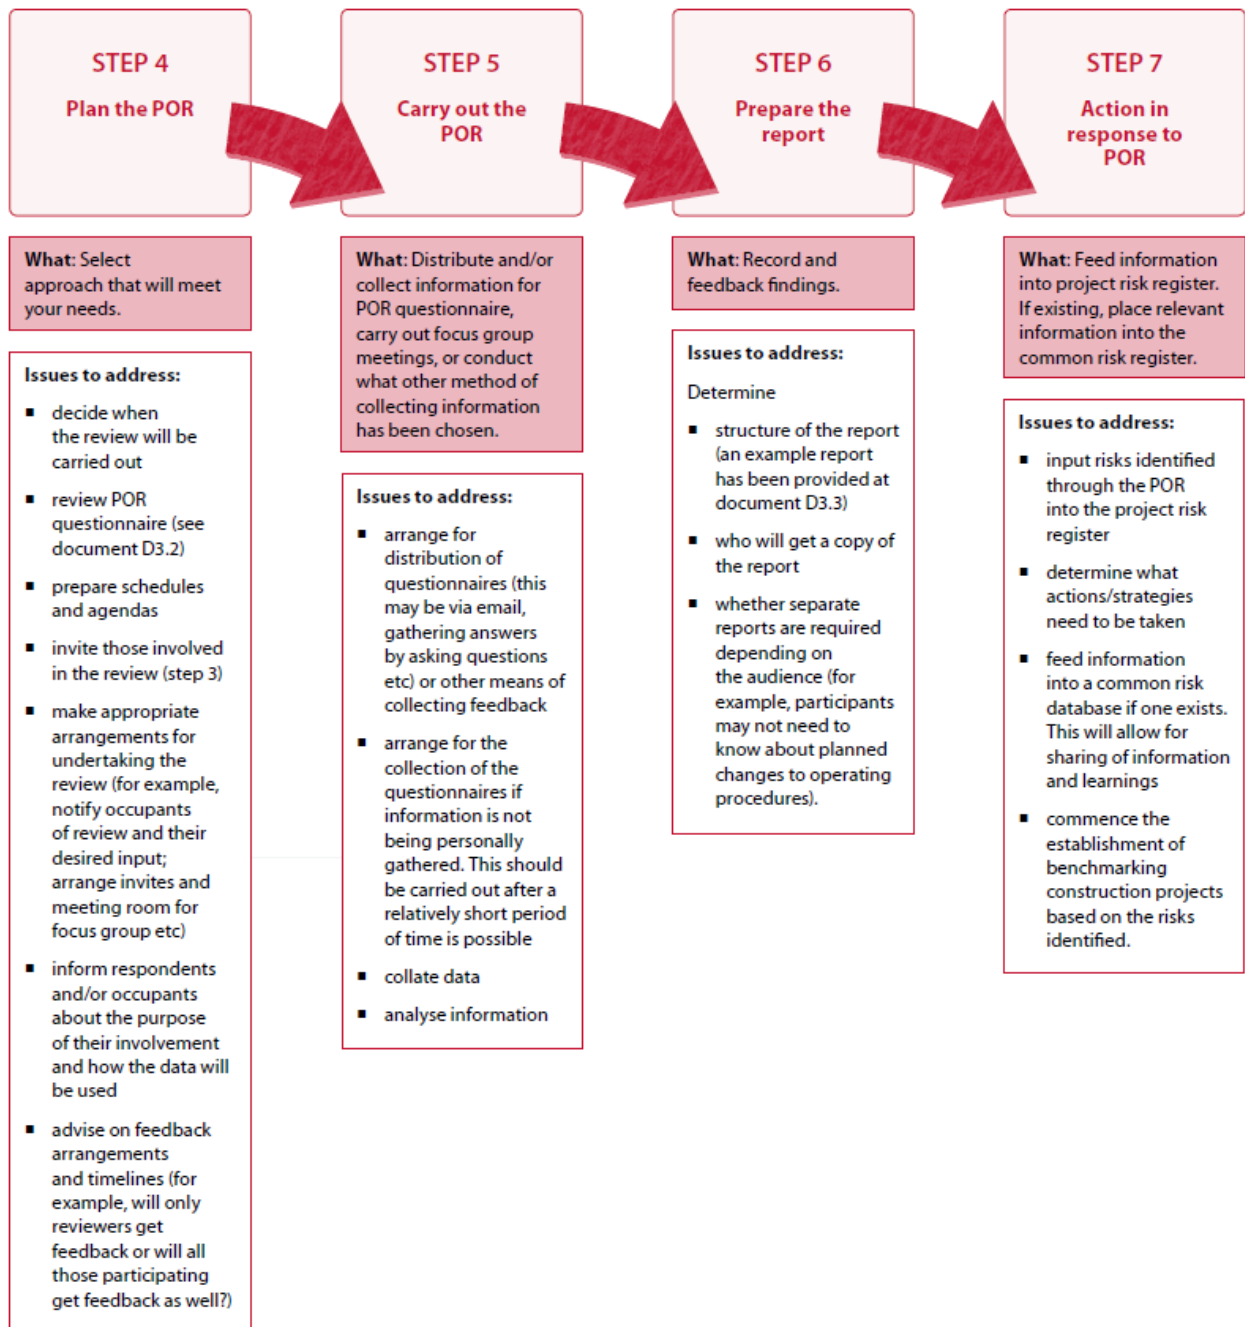 STEP 4
Plan the POR
What: Select
approach that will meet
your needs.
Issues to address:
▪ decide when
the review will be
carried out
▪ review POR
questionnaire (see
document D3.2)
▪ prepare schedules
and agendas
▪ invite those involved
in the review (step 3)
▪ make appropriate
arrangements for
undertaking the
review (for example,
notify occupants
of review and their
desired input;
arrange invites and
meeting room for
focus group etc)
▪ inform respondents
and/or occupants
about the purpose
of their involvement
and how the data will
be used
▪ advise on feedback
arrangements
and timelines (for
example, will only
reviewers get
feedback or will all
those participating
get feedback as well?)
STEP 5
Carry out the
POR
What: Distribute and/or
collect information for
POR questionnaire,
carry out focus group
meetings, or conduct
what other method of
collecting information
has been chosen.
Issues to address:
▪ arrange for
distribution of
questionnaires (this
may be via email,
gathering answers
by asking questions
etc) or other means of
collecting feedback
▪ arrange for the
collection of the
questionnaires if
information is not
being personally
gathered. This should
be carried out after a
relatively short period
of time is possible
▪ collate data
▪ analyse information
STEP 6
Prepare the
report
What: Record and
feedback findings.
Issues to address:
Determine
▪ structure of the report
(an example report
has been provided at
document D3.3)
▪ who will get a copy of
the report
▪ whether separate
reports are required
depending on
the audience (for
example, participants
may not need to
know about planned
changes to operating
procedures).
STEP 7
Action in
response to
POR
What: Feed information
into project risk register.
If existing, place relevant
information into the
common risk register.
Issues to address:
▪ input risks identified
through the POR
into the project risk
register
▪ determine what
actions/strategies
need to be taken
▪ feed information
into a common risk
database if one exists.
This will allow for
sharing of information
and learnings
▪ commence the
establishment of
benchmarking
construction projects
based on the risks
identified.